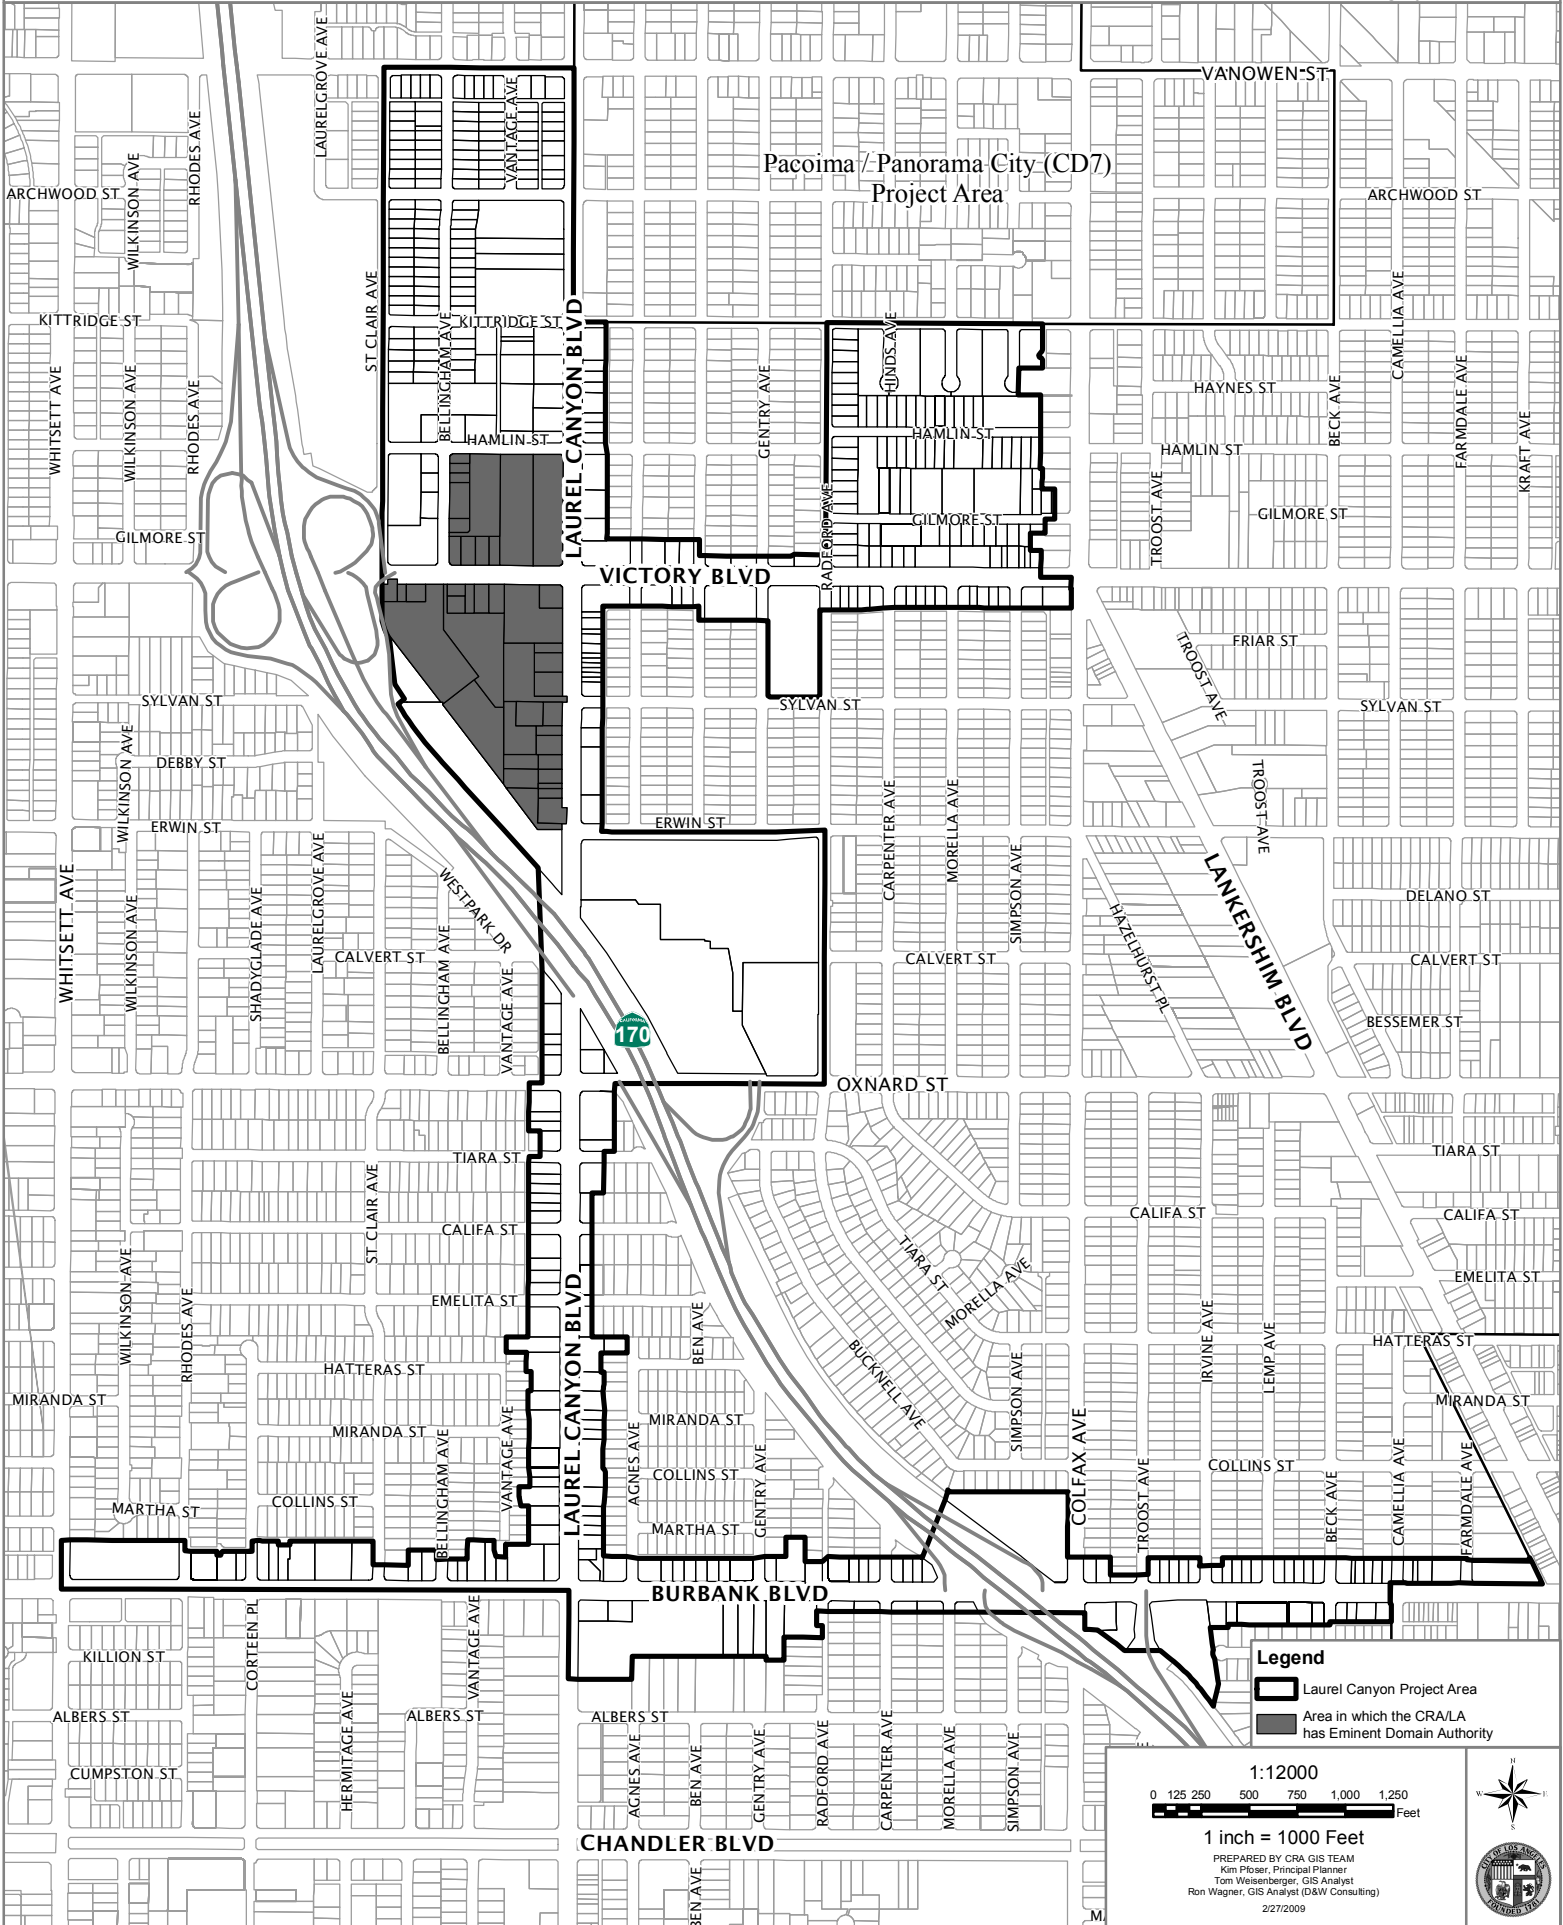 VANOWEN ST
LAURELGROVE AVE
VANTAGE AVE
RHODES AVE
WILKINSON AVE
Pacoima / Panorama City (CD7)
Project Area
ARCHWOOD ST
ARCHWOOD ST
ST CLAIR AVE
KITTRIDGE ST
KITTRIDGE ST
BELLINGHAM AVE
LAUREL CANYON BLVD
HINDS AVE
CAMELLIA AVE
WHITSETT AVE
WILKINSON AVE
RHODES AVE
GENTRY AVE
HAYNES ST
BECK AVE
FARMDALE AVE
KRAFT AVE
HAMLIN ST
HAMLIN ST
HAMLIN ST
RADFORD AVE
TROOST AVE
GILMORE ST
GILMORE ST
GILMORE ST
VICTORY BLVD
TROOST AVE
FRIAR ST
SYLVAN ST
SYLVAN ST
SYLVAN ST
WILKINSON AVE
DEBBY ST
TROOST AVE
ERWIN ST
ERWIN ST
CARPENTER AVE
MORELLA AVE
SIMPSON AVE
WHITSETT AVE
WILKINSON AVE
SHADYGLADE AVE
LAURELGROVE AVE
WESTPARK DR
BELLINGHAM AVE
VANTAGE AVE
HAZELHURST PL
LANKERSHIM BLVD
DELANO ST
CALVERT ST
CALVERT ST
CALVERT ST
CALIFORNIA
170
BESSEMER ST
OXNARD ST
TIARA ST
TIARA ST
ST CLAIR AVE
CALIFA ST
CALIFA ST
CALIFA ST
WILKINSON AVE
RHODES AVE
TIARA ST
MORELLA AVE
EMELITA ST
EMELITA ST
LAUREL CANYON BLVD
BEN AVE
BUCKNELL AVE
IRVINE AVE
LEMP AVE
HATTERAS ST
HATTERAS ST
SIMPSON AVE
MIRANDA ST
MIRANDA ST
MIRANDA ST
MIRANDA ST
BELLINGHAM AVE
VANTAGE AVE
AGNES AVE
GENTRY AVE
COLFAX AVE
TROOST AVE
BECK AVE
CAMELLIA AVE
FARMDALE AVE
COLLINS ST
COLLINS ST
COLLINS ST
MARTHA ST
MARTHA ST
BURBANK BLVD
CORTEEN PL
VANTAGE AVE
KILLION ST
HERMITAGE AVE
ALBERS ST
ALBERS ST
ALBERS ST
AGNES AVE
BEN AVE
GENTRY AVE
RADFORD AVE
CARPENTER AVE
MORELLA AVE
SIMPSON AVE
CUMPSTON ST
CHANDLER BLVD
BEN AVE
Legend
Laurel Canyon Project Area
Area in which the CRA/LA
has Eminent Domain Authority
1:12000
0 125 250 500 750 1,000 1,250
Feet
1 inch = 1000 Feet
PREPARED BY CRA GIS TEAM
Kim Pfoser, Principal Planner
Tom Weisenberger, GIS Analyst
Ron Wagner, GIS Analyst (D&W Consulting)
2/27/2009
N
W E
S
CITY OF LOS ANGELES
FOUNDED 1781